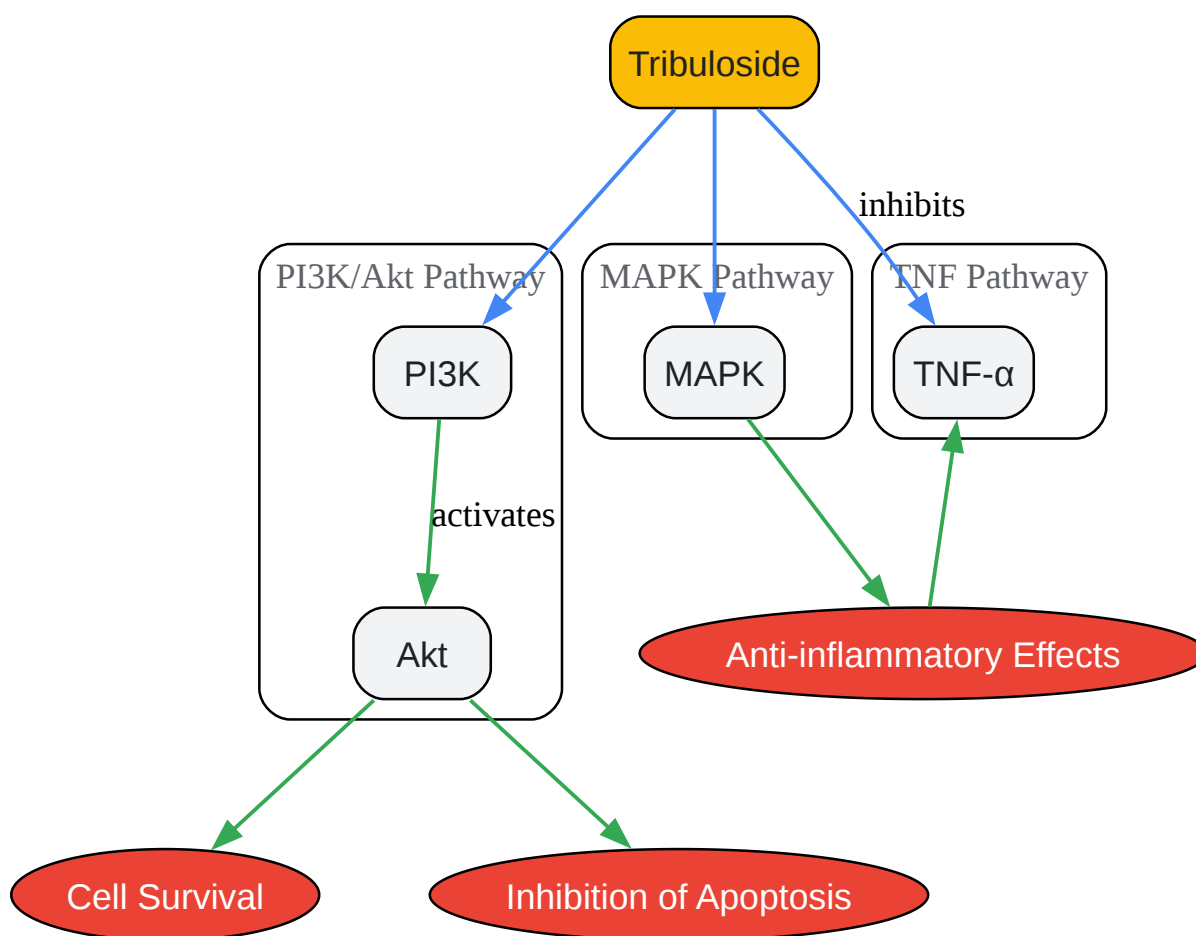 Tribuloside
inhibits
PI3K/Akt Pathway
MAPK Pathway
TNF Pathway
PI3K
MAPK
TNF-α
activates
Akt
Anti-inflammatory Effects
Cell Survival
Inhibition of Apoptosis